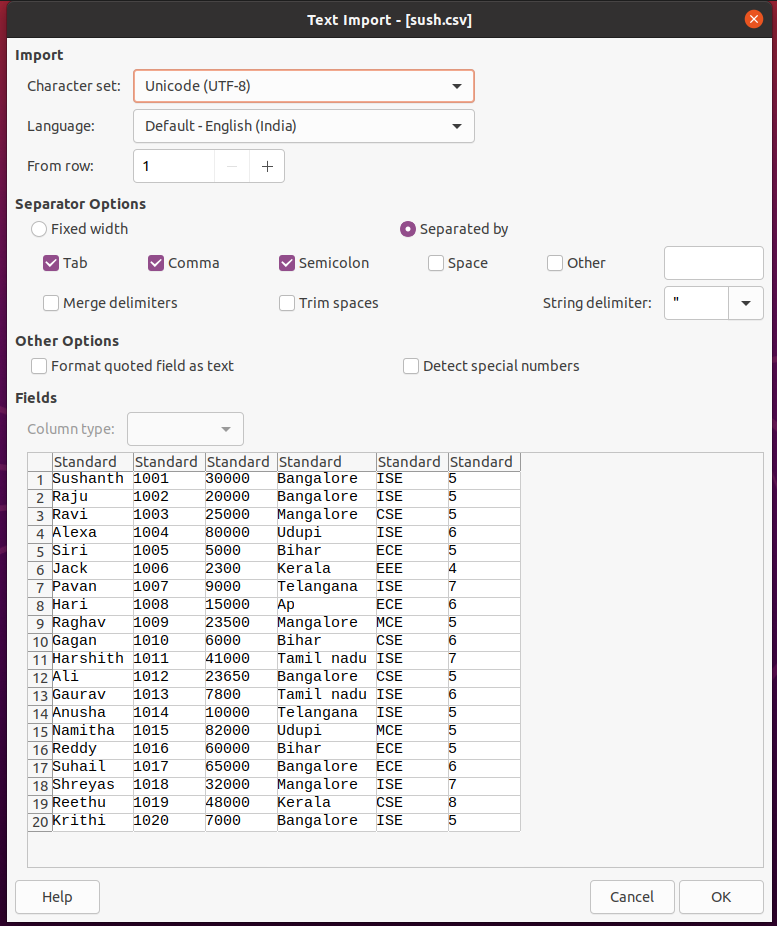 Text Import - [sush.csv]
Import
Character set: Unicode (UTF-8)
Language: Default - English (India)
From row: 1 − +
Separator Options
Fixed width Separated by
Tab Comma Semicolon Space Other
Merge delimiters Trim spaces String delimiter: "
Other Options
Format quoted field as text Detect special numbers
Fields
Column type:
Standard Standard Standard Standard Standard Standard
1 Sushanth 1001 30000 Bangalore ISE 5
2 Raju 1002 20000 Bangalore ISE 5
3 Ravi 1003 25000 Mangalore CSE 5
4 Alexa 1004 80000 Udupi ISE 6
5 Siri 1005 5000 Bihar ECE 5
6 Jack 1006 2300 Kerala EEE 4
7 Pavan 1007 9000 Telangana ISE 7
8 Hari 1008 15000 Ap ECE 6
9 Raghav 1009 23500 Mangalore MCE 5
10 Gagan 1010 6000 Bihar CSE 6
11 Harshith 1011 41000 Tamil nadu ISE 7
12 Ali 1012 23650 Bangalore CSE 5
13 Gaurav 1013 7800 Tamil nadu ISE 6
14 Anusha 1014 10000 Telangana ISE 5
15 Namitha 1015 82000 Udupi MCE 5
16 Reddy 1016 60000 Bihar ECE 5
17 Suhail 1017 65000 Bangalore ECE 6
18 Shreyas 1018 32000 Mangalore ISE 7
19 Reethu 1019 48000 Kerala CSE 8
20 Krithi 1020 7000 Bangalore ISE 5
Help Cancel OK